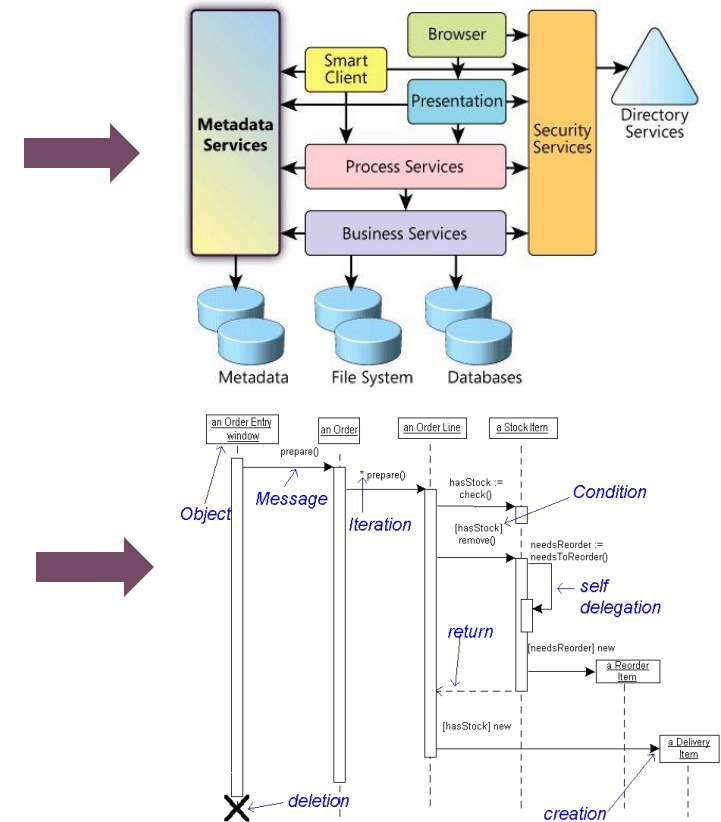 Browser
Smart
Client
Presentation
Metadata
Services
Security
Services
Directory
Services
Process Services
Business Services
Metadata
File System
Databases
an Order Entry
window
an Order
an Order Line
a Stock Item
prepare()
* prepare()
Message
Object
Iteration
hasStock :=
check()
Condition
[hasStock]
remove()
needsReorder :=
needsToReorder()
self
delegation
return
[needsReorder] new
a Reorder
Item
[hasStock] new
a Delivery
Item
deletion
creation